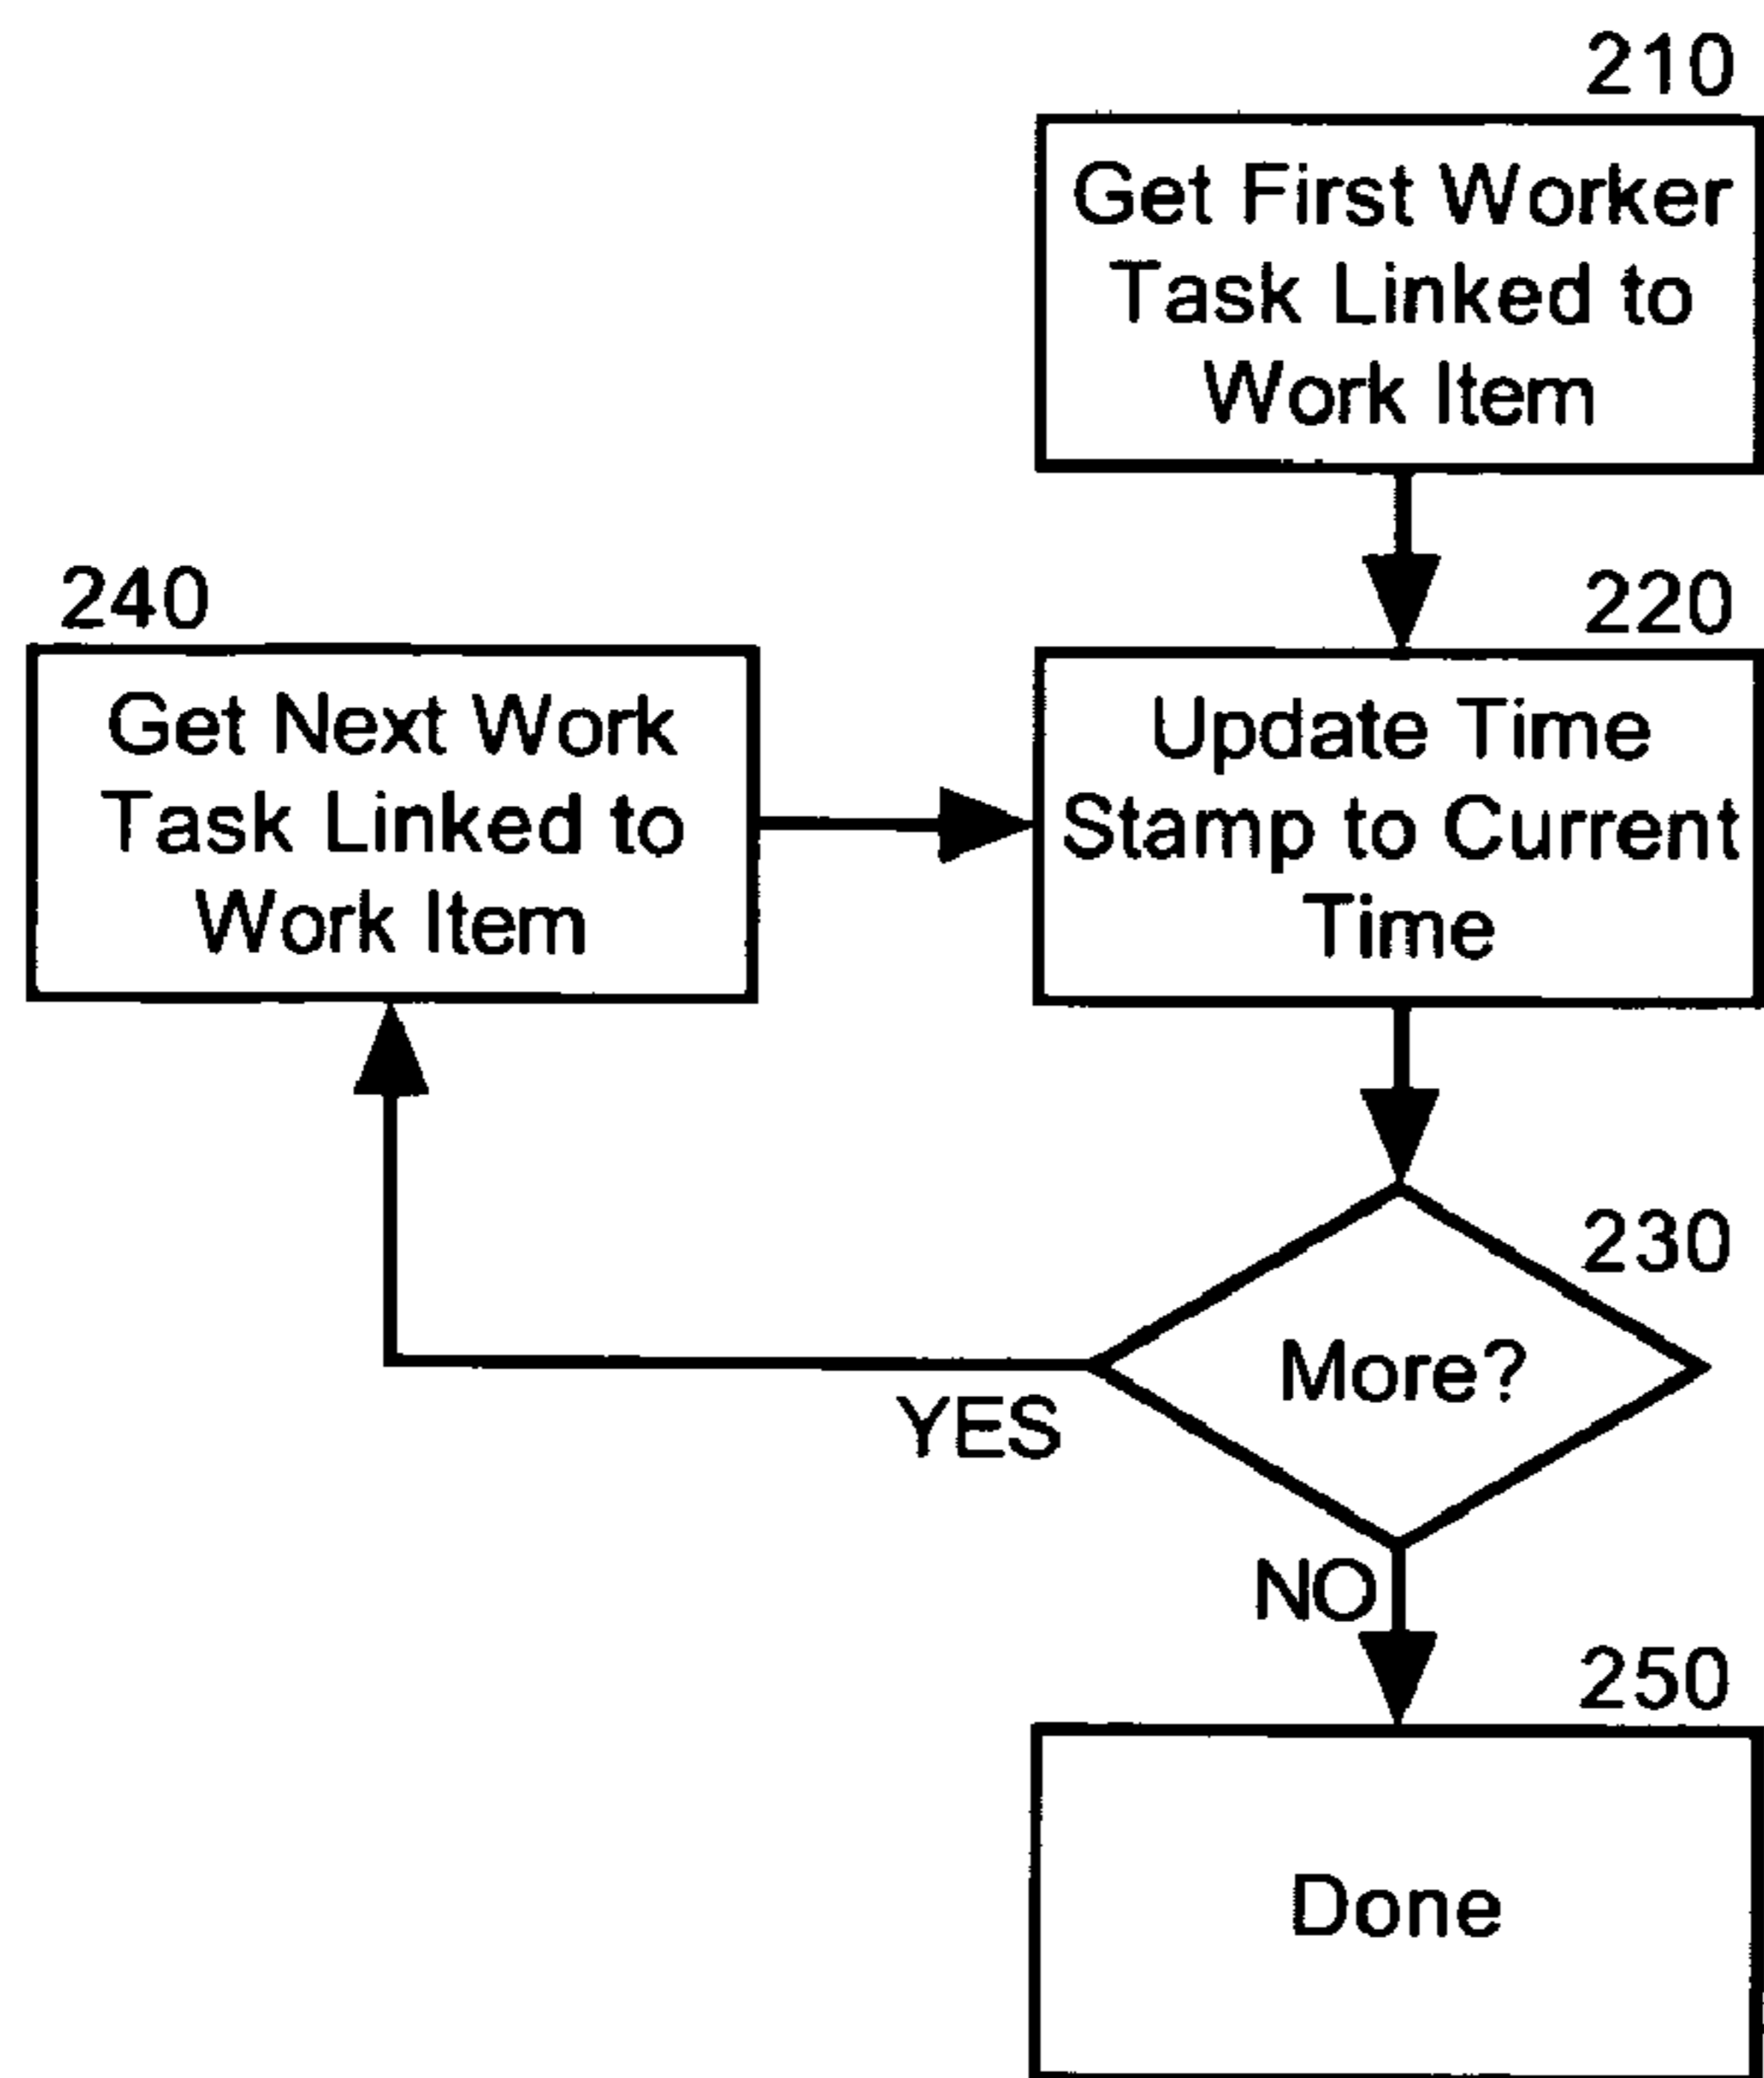 210
Get First Worker
Task Linked to
Work Item
240
Get Next Work
Task Linked to
Work Item
220
Update Time
Stamp to Current
Time
230
More?
YES
NO
250
Done